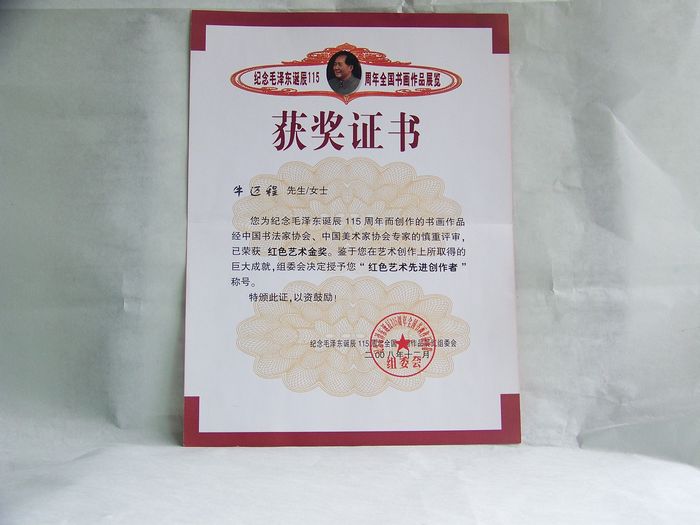 纪念毛泽东诞辰115 周年全国书画作品展览
获奖证书
牛迈程 先生/女士
您为纪念毛泽东诞辰 115 周年而创作的书画作品
经中国书法家协会、中国美术家协会专家的慎重评审,
已荣获 红色艺术金奖。鉴于您在艺术创作上所取得的
巨大成就,组委会决定授予您“红色艺术先进创作者”
称号。
特颁此证,以资鼓励!
纪念毛泽东诞辰115周年全国书画作品展览组委会
二00八年十二月
组委会